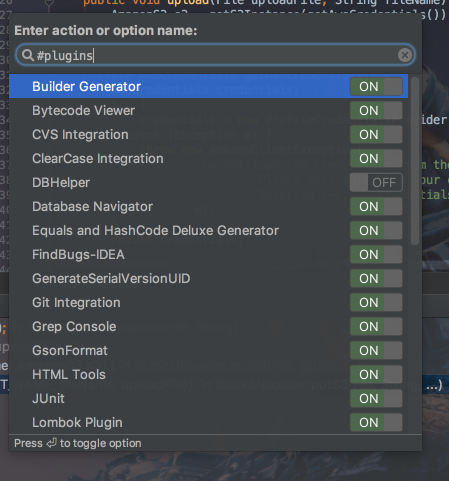 public void upload(File uploadFile, String fileName)
Enter action or option name:
#plugins
Builder Generator ON
Bytecode Viewer ON
CVS Integration ON
ClearCase Integration ON
DBHelper OFF
Database Navigator ON
Equals and HashCode Deluxe Generator ON
FindBugs-IDEA ON
GenerateSerialVersionUID ON
Git Integration ON
Grep Console ON
GsonFormat ON
HTML Tools ON
JUnit ON
...)
Lombok Plugin ON
Press ⏎ to toggle option